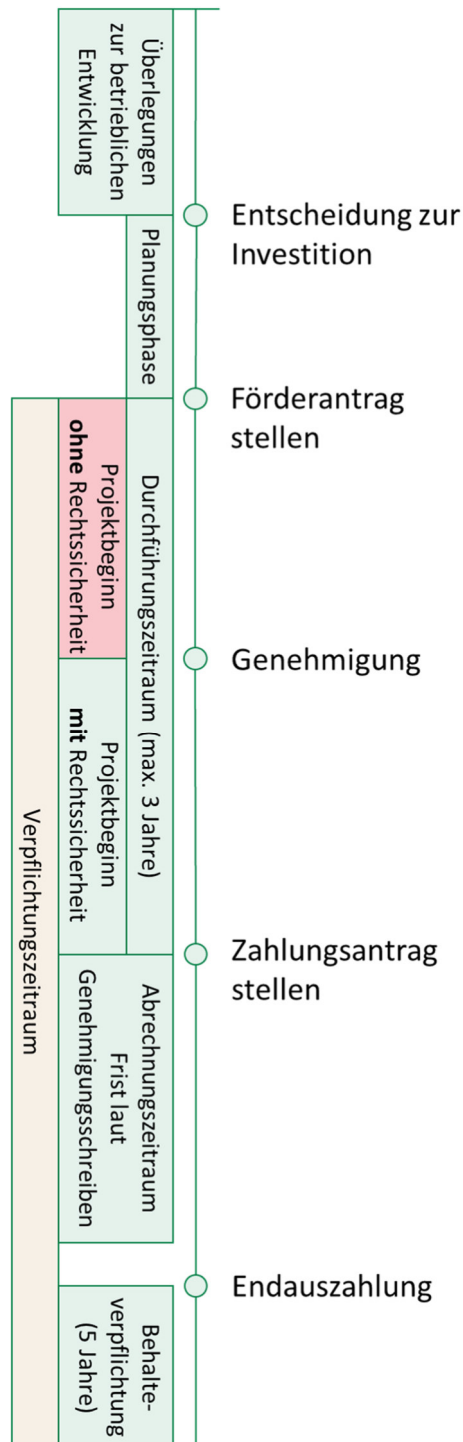 Überlegungen
zur betrieblichen
Entwicklung
Entscheidung zur
Investition
Planungsphase
Förderantrag
stellen
Durchführungszeitraum (max. 3 Jahre)
Projektbeginn
ohne Rechtssicherheit
Genehmigung
Projektbeginn
mit Rechtssicherheit
Verpflichtungszeitraum
Zahlungsantrag
stellen
Abrechnungszeitraum
Frist laut
Genehmigungsschreiben
Endauszahlung
Behalte-
verpflichtung
(5 Jahre)